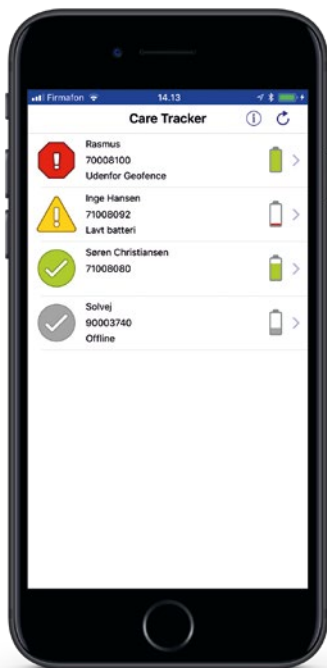 Firmafon 14.13
Care Tracker
Rasmus
70008100
Udenfor Geofence
Inge Hansen
71008092
Lavt batteri
Søren Christiansen
71008080
Solvej
90003740
Offline